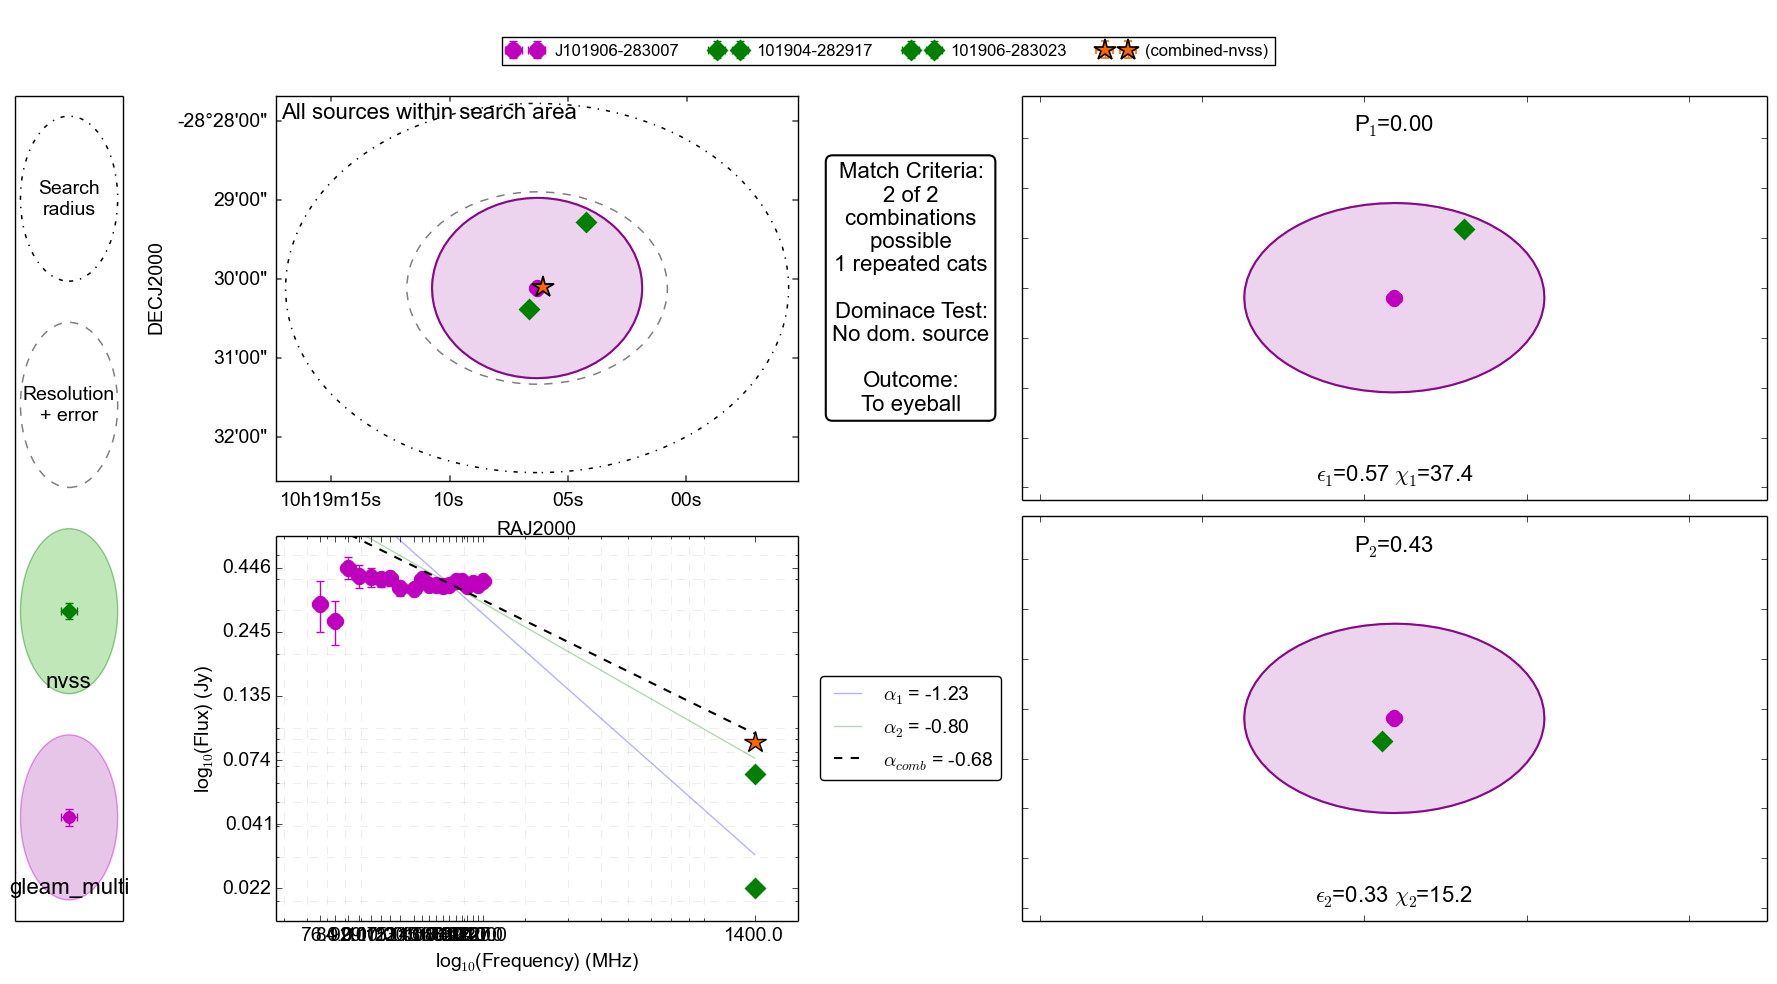 J101906-283007 101904-282917 101906-283023 (combined-nvss)
Search
radius
Resolution
+ error
nvss
gleam_multi
All sources within search area
DECJ2000
-28°28'00"
29'00"
30'00"
31'00"
32'00"
10h19m15s 10s 05s 00s
RAJ2000
Match Criteria:
2 of 2
combinations
possible
1 repeated cats
Dominace Test:
No dom. source
Outcome:
To eyeball
P1=0.00
ϵ1=0.57 χ1=37.4
log10(Flux) (Jy)
0.446
0.245
0.135
0.074
0.041
0.022
1400.0
log10(Frequency) (MHz)
α1 = -1.23
α2 = -0.80
αcomb = -0.68
P2=0.43
ϵ2=0.33 χ2=15.2